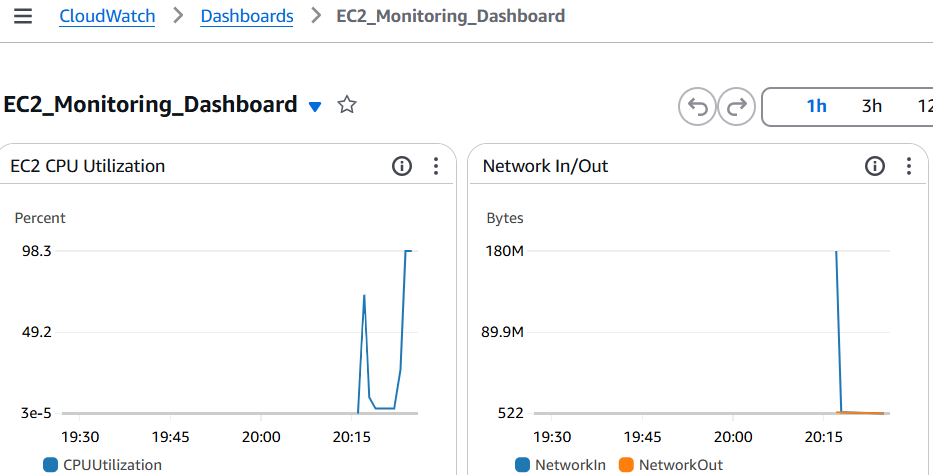 CloudWatch > Dashboards > EC2_Monitoring_Dashboard
EC2_Monitoring_Dashboard
1h 3h 12
EC2 CPU Utilization
Percent
98.3
49.2
3e-5
19:30 19:45 20:00 20:15
CPUUtilization
Network In/Out
Bytes
180M
89.9M
522
19:30 19:45 20:00 20:15
NetworkIn NetworkOut